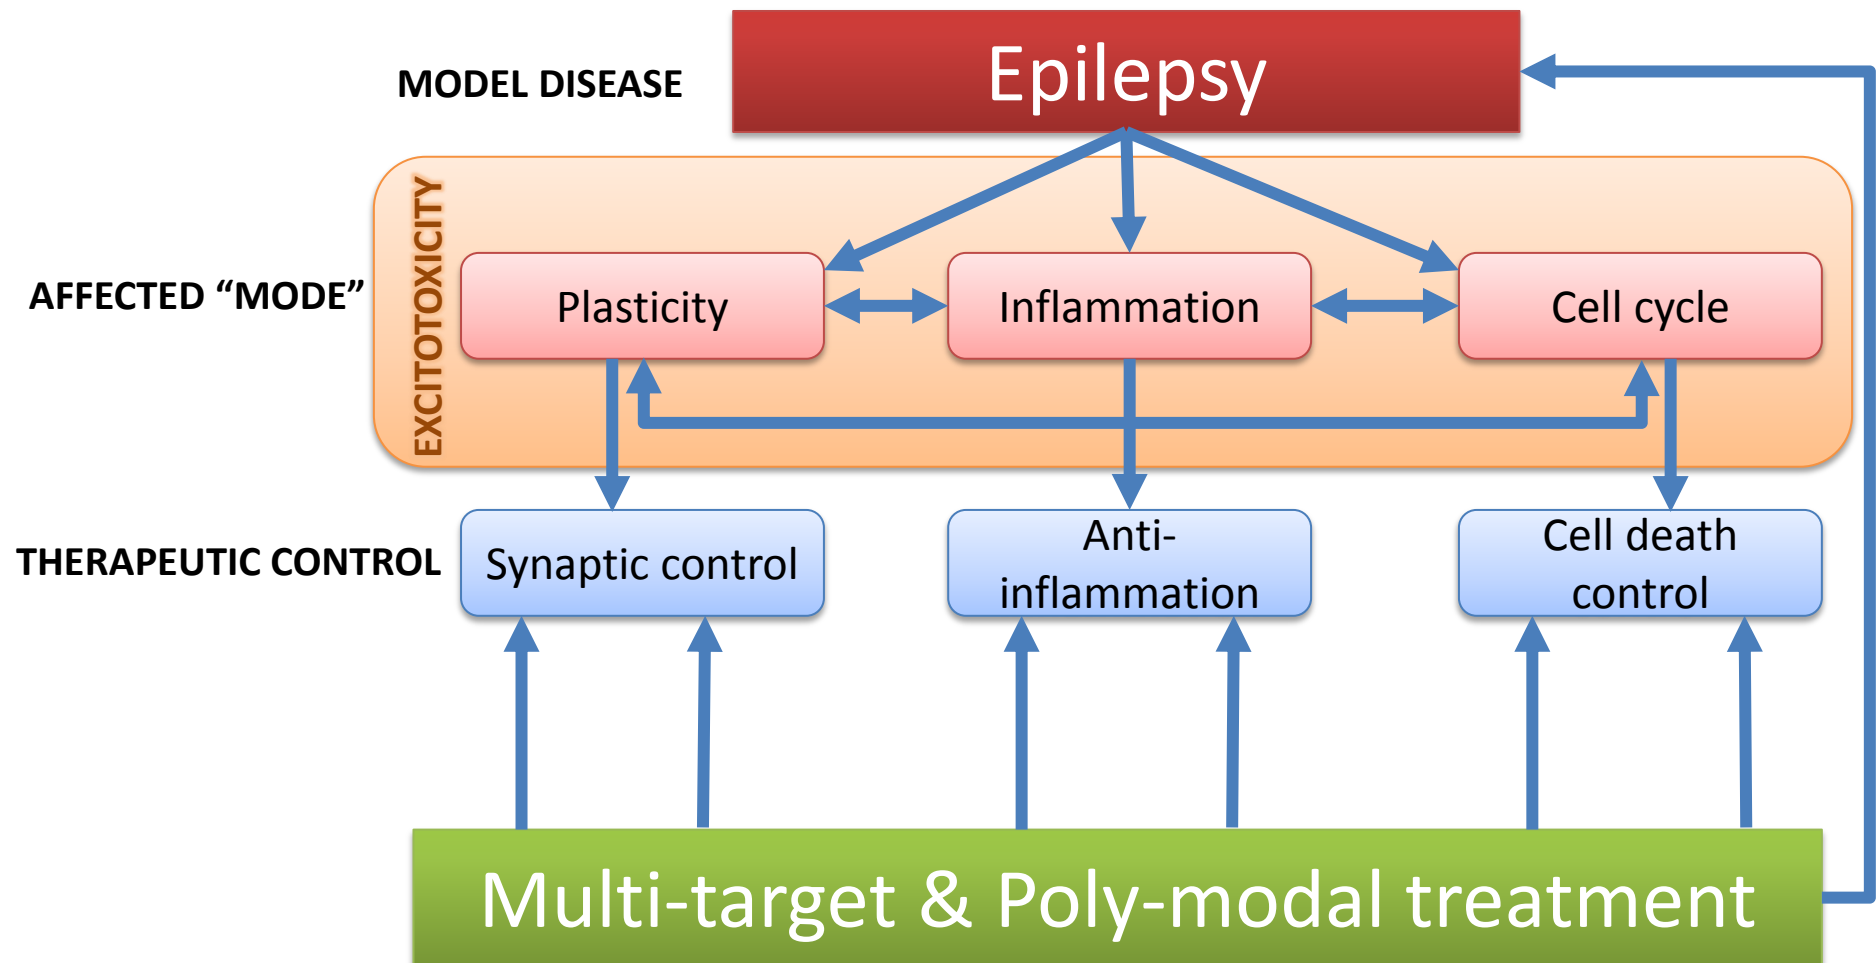 MODEL DISEASE
Epilepsy
EXCITOTOXICITY
AFFECTED “MODE”
Plasticity
Inflammation
Cell cycle
THERAPEUTIC CONTROL
Synaptic control
Anti-
inflammation
Cell death
control
Multi-target & Poly-modal treatment